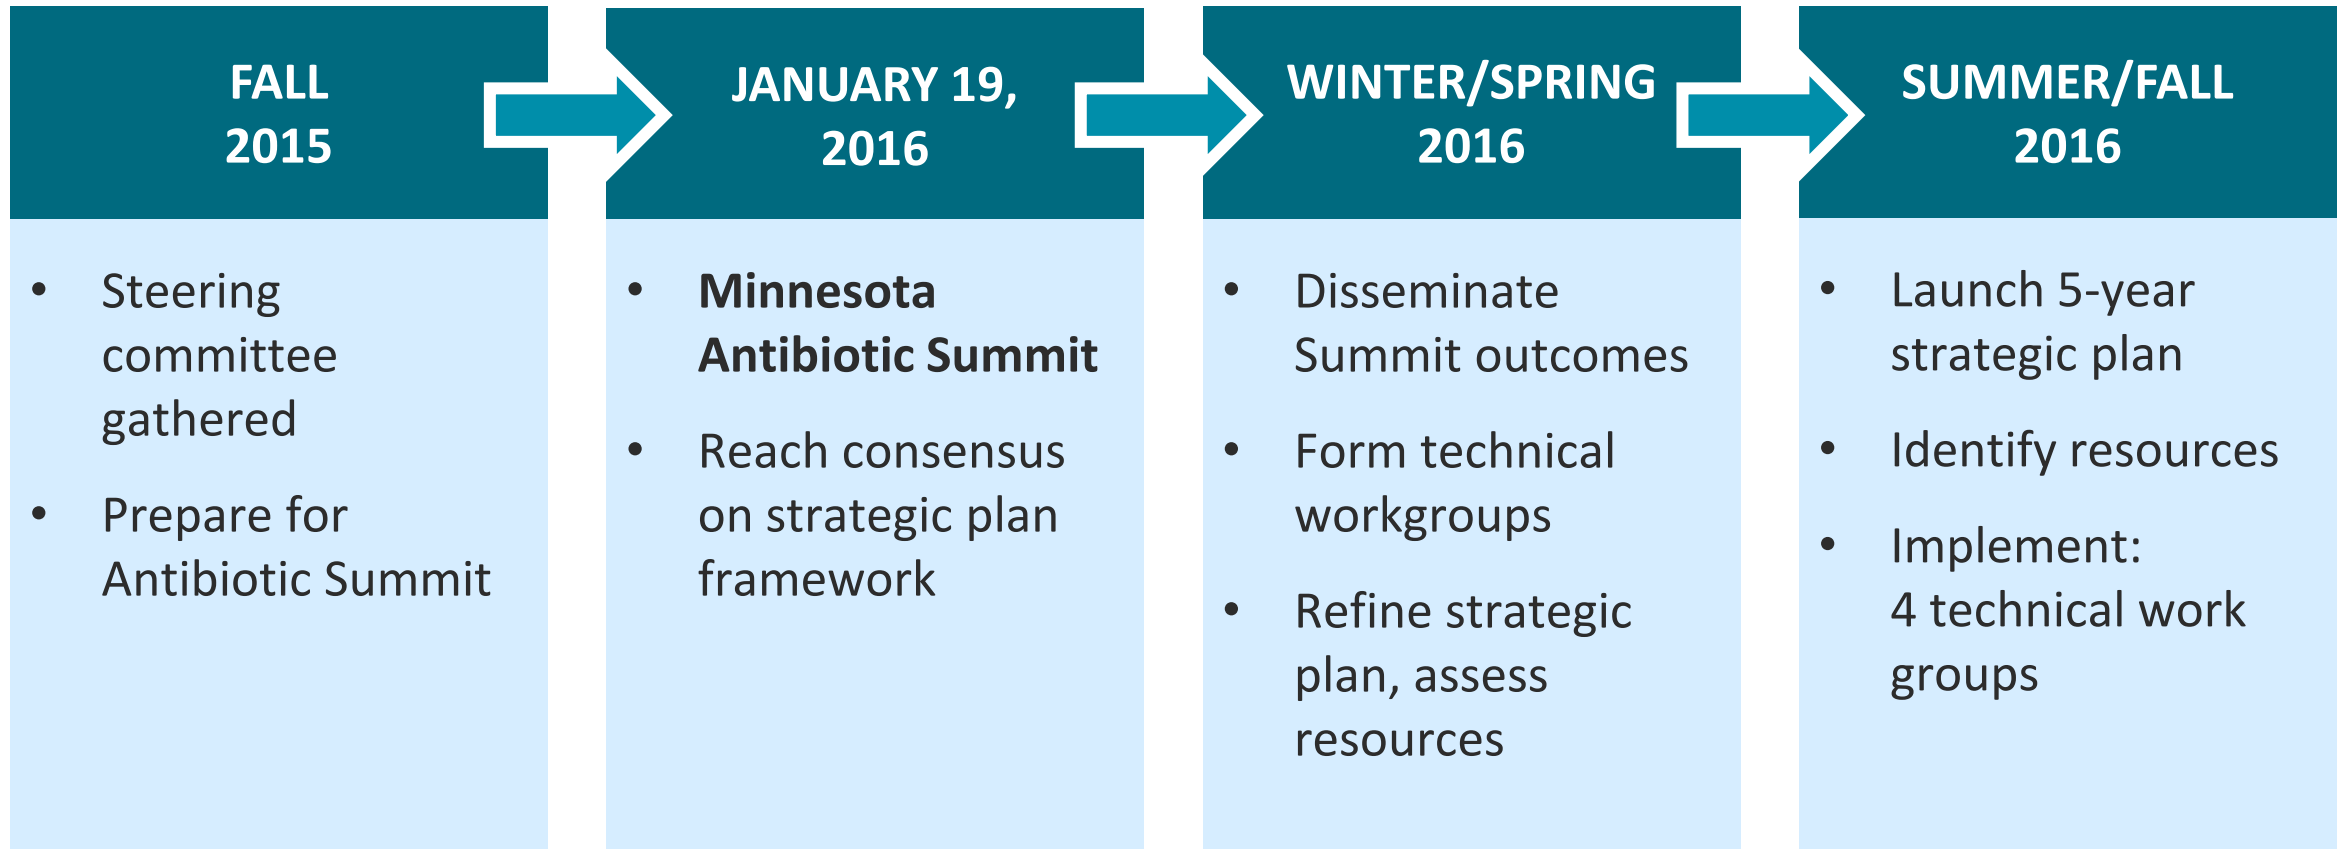 FALL
2015
• Steering
committee
gathered
• Prepare for
Antibiotic Summit
JANUARY 19,
2016
• Minnesota
Antibiotic Summit
• Reach consensus
on strategic plan
framework
WINTER/SPRING
2016
• Disseminate
Summit outcomes
• Form technical
workgroups
• Refine strategic
plan, assess
resources
SUMMER/FALL
2016
• Launch 5-year
strategic plan
• Identify resources
• Implement:
4 technical work
groups